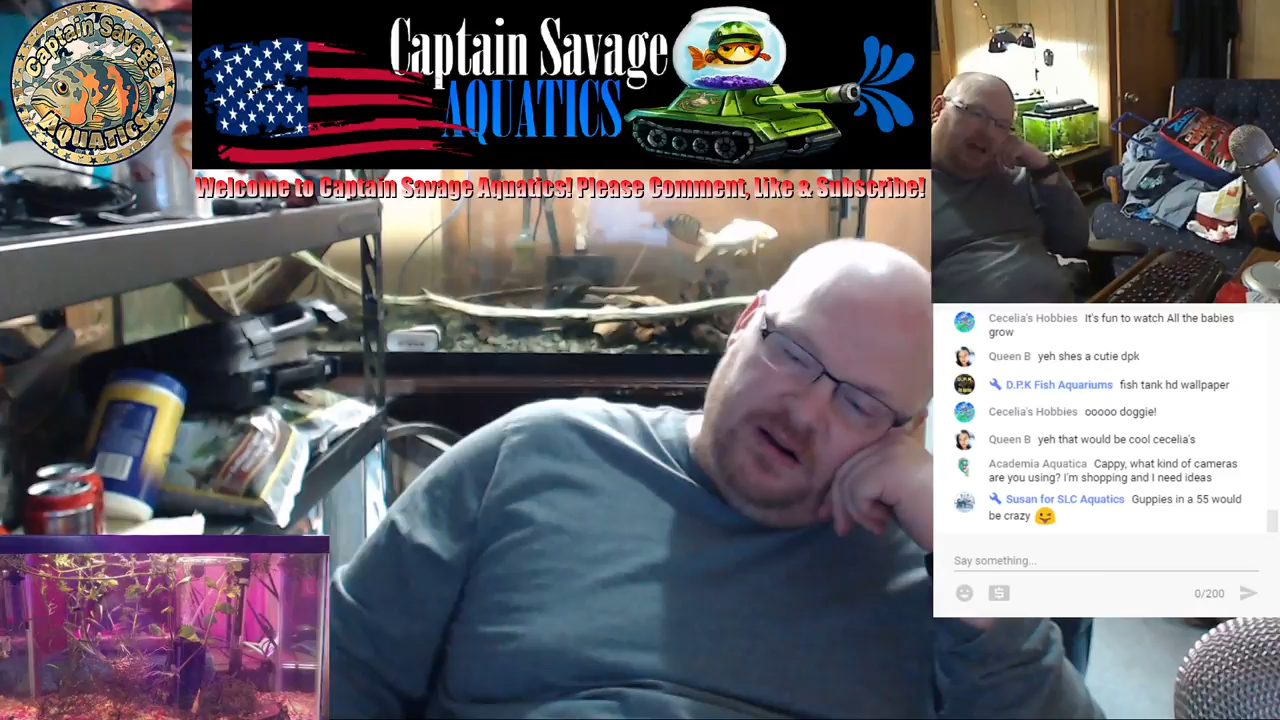 Captain Savage
AQUATICS
Captain Savage
AQUATICS
Welcome to Captain Savage Aquatics! Please Comment, Like & Subscribe!
Cecelia's Hobbies It's fun to watch All the babies
grow
Queen B yeh shes a cutie dpk
D.P.K Fish Aquariums fish tank hd wallpaper
Cecelia's Hobbies ooooo doggie!
Queen B yeh that would be cool cecelia's
Academia Aquatica Cappy, what kind of cameras
are you using? I'm shopping and I need ideas
Susan for SLC Aquatics Guppies in a 55 would
be crazy 😜
Say something...
0/200